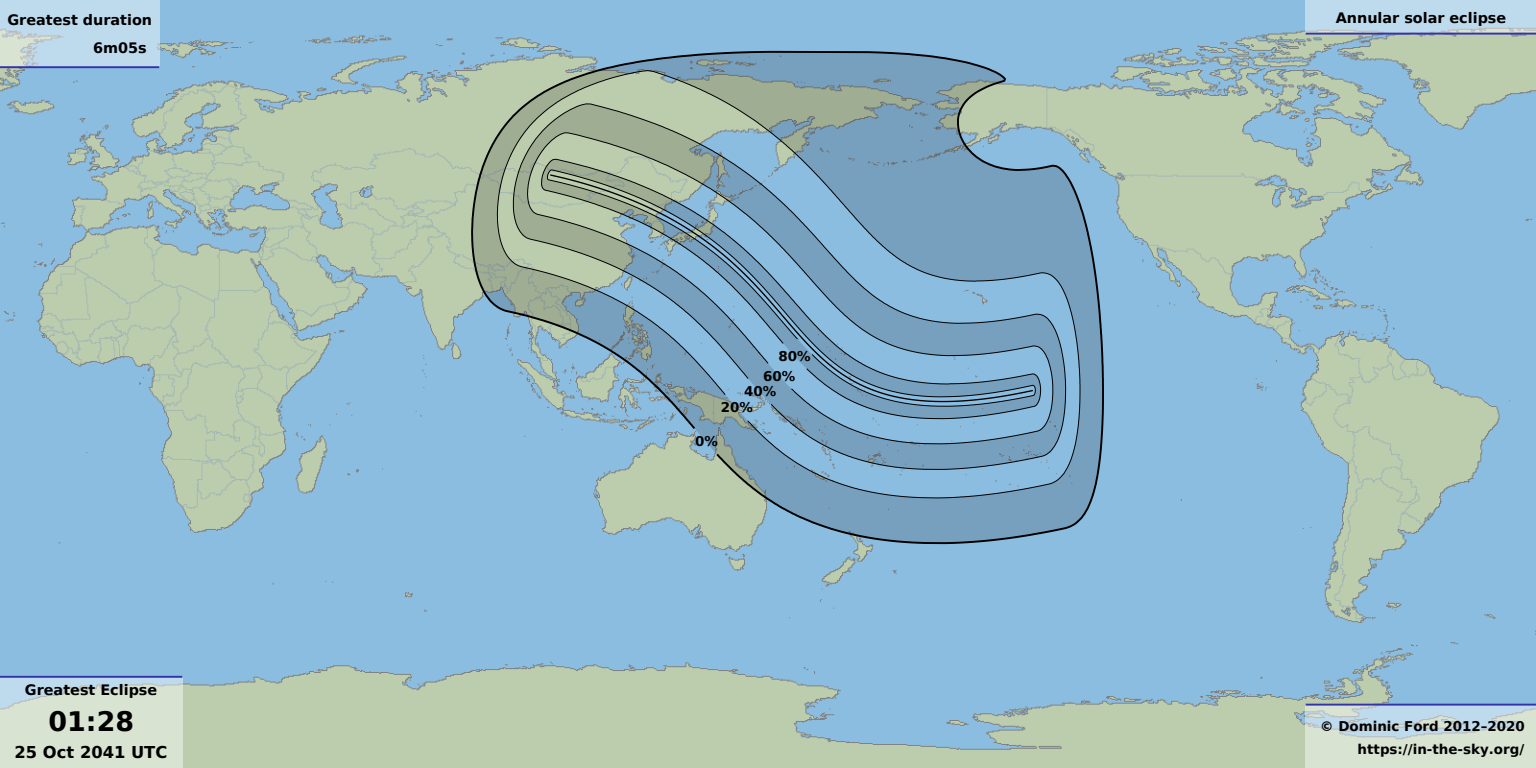 Greatest duration
6m05s
Annular solar eclipse
80%
60%
40%
20%
0%
Greatest Eclipse
01:28
25 Oct 2041 UTC
© Dominic Ford 2012–2020
https://in-the-sky.org/